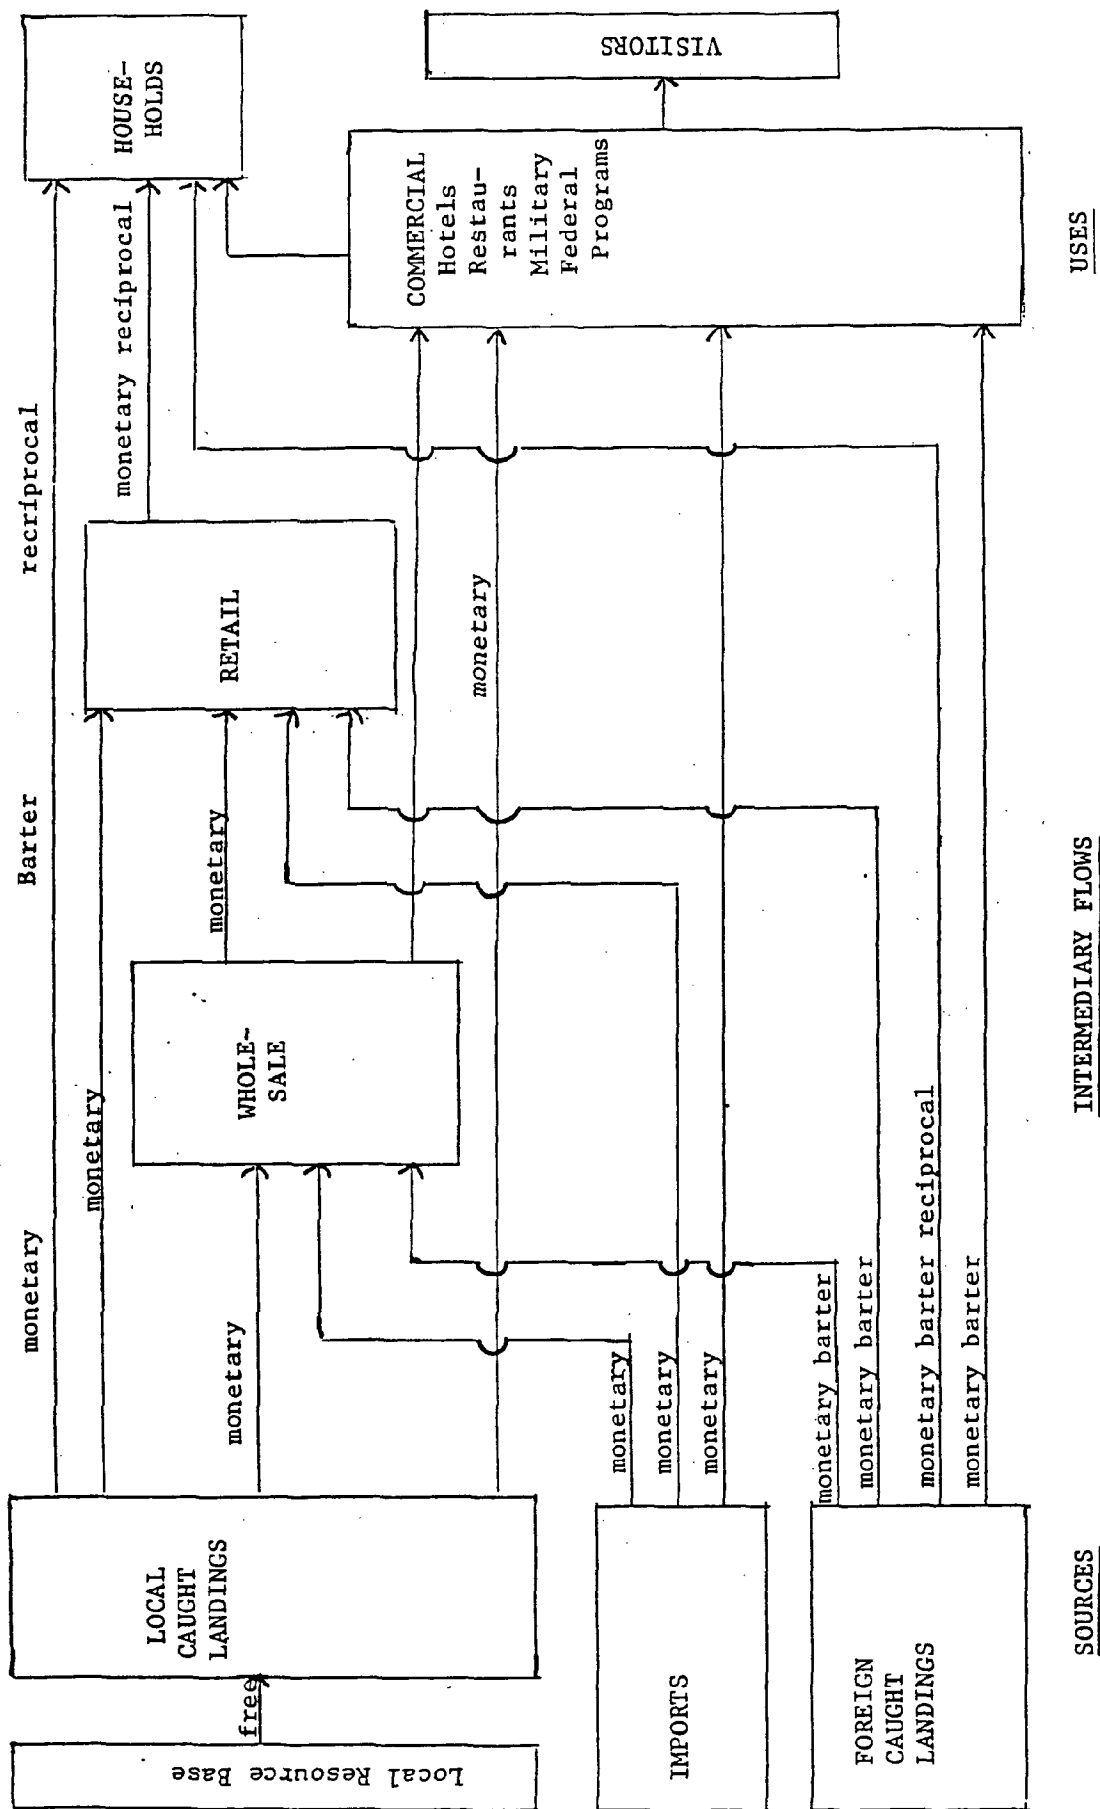 Local Resource Base
free
LOCAL
CAUGHT
LANDINGS
IMPORTS
FOREIGN
CAUGHT
LANDINGS
monetary
Barter
recriprocal
monetary
monetary
monetary
monetary
monetary
monetary barter
monetary barter
monetary barter reciprocal
monetary barter
WHOLE-
SALE
monetary
RETAIL
monetary
monetary reciprocal
HOUSE-
HOLDS
COMMERCIAL
Hotels
Restau-
rants
Military
Federal
Programs
VISITORS
SOURCES
INTERMEDIARY FLOWS
USES